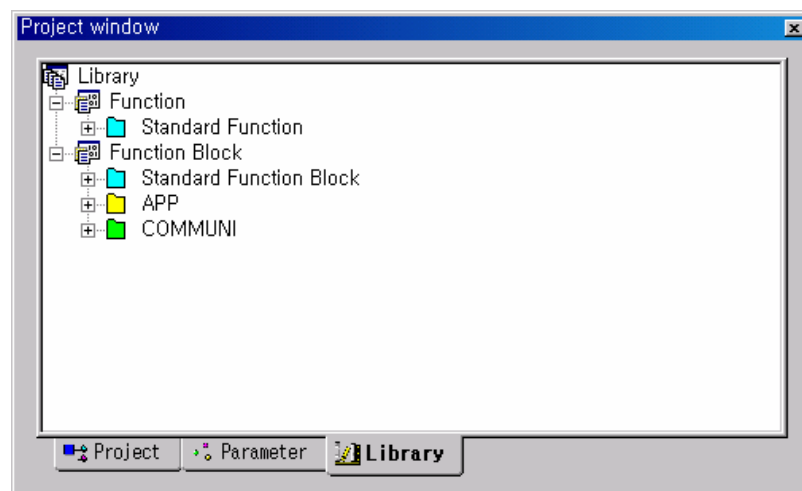 Project window
Library
Function
Standard Function
Function Block
Standard Function Block
APP
COMMUNI
Project Parameter Library